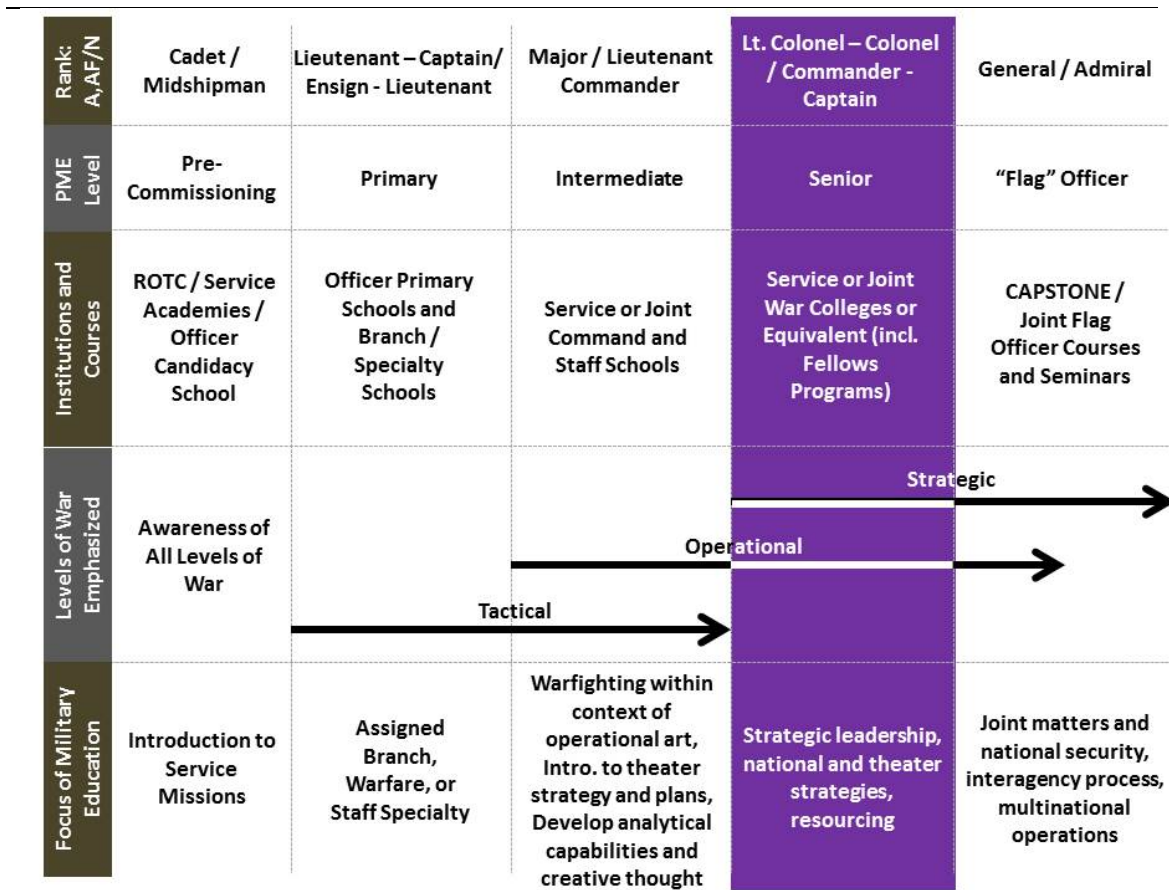 Rank:
A,AF/N
Cadet /
Midshipman
Lieutenant – Captain/
Ensign - Lieutenant
Major / Lieutenant
Commander
Lt. Colonel – Colonel
/ Commander -
Captain
General / Admiral
PME
Level
Pre-
Commissioning
Primary
Intermediate
Senior
“Flag” Officer
Institutions and
Courses
ROTC / Service
Academies /
Officer
Candidacy
School
Officer Primary
Schools and
Branch /
Specialty
Schools
Service or Joint
Command and
Staff Schools
Service or Joint
War Colleges or
Equivalent (incl.
Fellows
Programs)
CAPSTONE /
Joint Flag
Officer Courses
and Seminars
Levels of War
Emphasized
Awareness of
All Levels of
War
Strategic
Operational
Tactical
Focus of Military
Education
Introduction to
Service
Missions
Assigned
Branch,
Warfare, or
Staff Specialty
Warfighting within
context of
operational art,
Intro. to theater
strategy and plans,
Develop analytical
capabilities and
creative thought
Strategic leadership,
national and theater
strategies,
resourcing
Joint matters and
national security,
interagency process,
multinational
operations